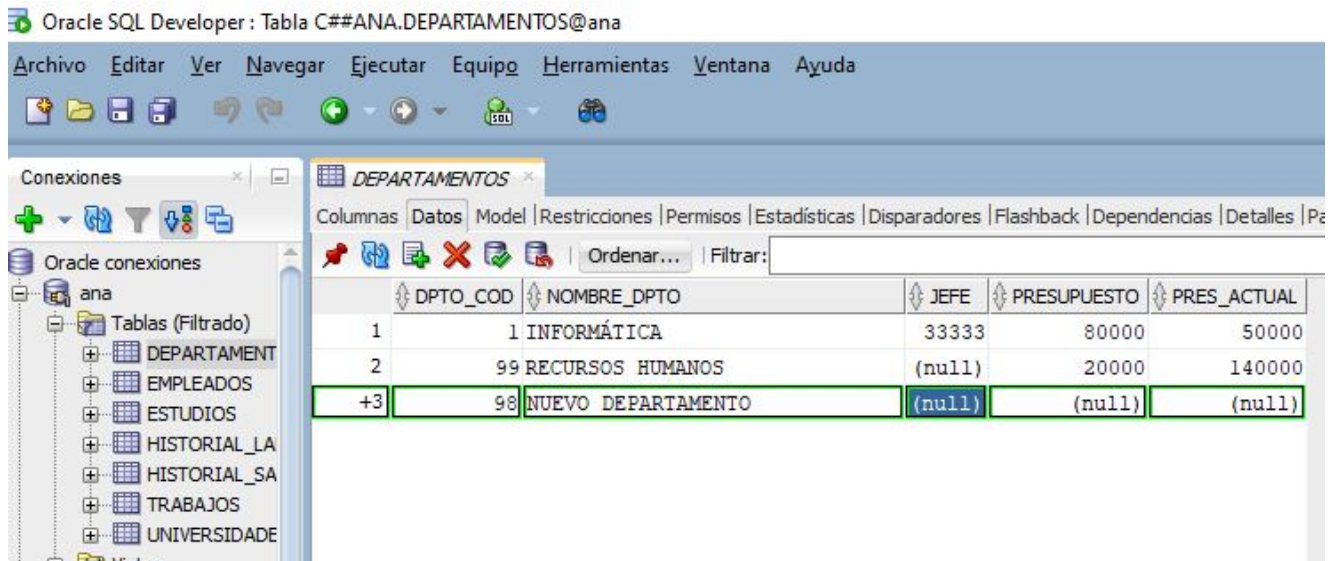 Oracle SQL Developer : Tabla C##ANA.DEPARTAMENTOS@ana
Archivo Editar Ver Navegar Ejecutar Equipo Herramientas Ventana Ayuda
SQL
Conexiones
DEPARTAMENTOS
Columnas Datos Model Restricciones Permisos Estadísticas Disparadores Flashback Dependencias Detalles Pa
Ordenar... Filtrar:
Oracle conexiones
ana
Tablas (Filtrado)
DEPARTAMENT
EMPLEADOS
ESTUDIOS
HISTORIAL_LA
HISTORIAL_SA
TRABAJOS
UNIVERSIDADE
DPTO_COD NOMBRE_DPTO JEFE PRESUPUESTO PRES_ACTUAL
1 1 INFORMÁTICA 33333 80000 50000
2 99 RECURSOS HUMANOS (null) 20000 140000
+3 98 NUEVO DEPARTAMENTO (null) (null) (null)